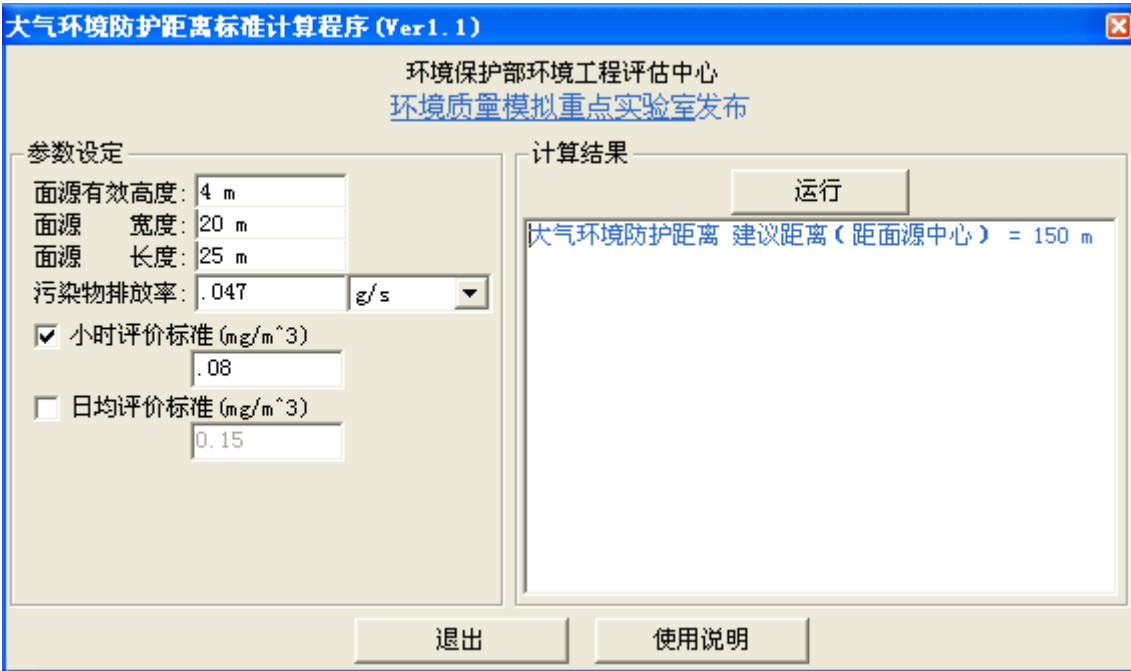 大气环境防护距离标准计算程序(Ver1.1)
环境保护部环境工程评估中心
环境质量模拟重点实验室发布
参数设定
面源有效高度: 4 m
面源 宽度: 20 m
面源 长度: 25 m
污染物排放率: .047 g/s
小时评价标准(mg/m^3)
.08
日均评价标准(mg/m^3)
0.15
计算结果
运行
大气环境防护距离 建议距离(距面源中心) = 150 m
退出
使用说明